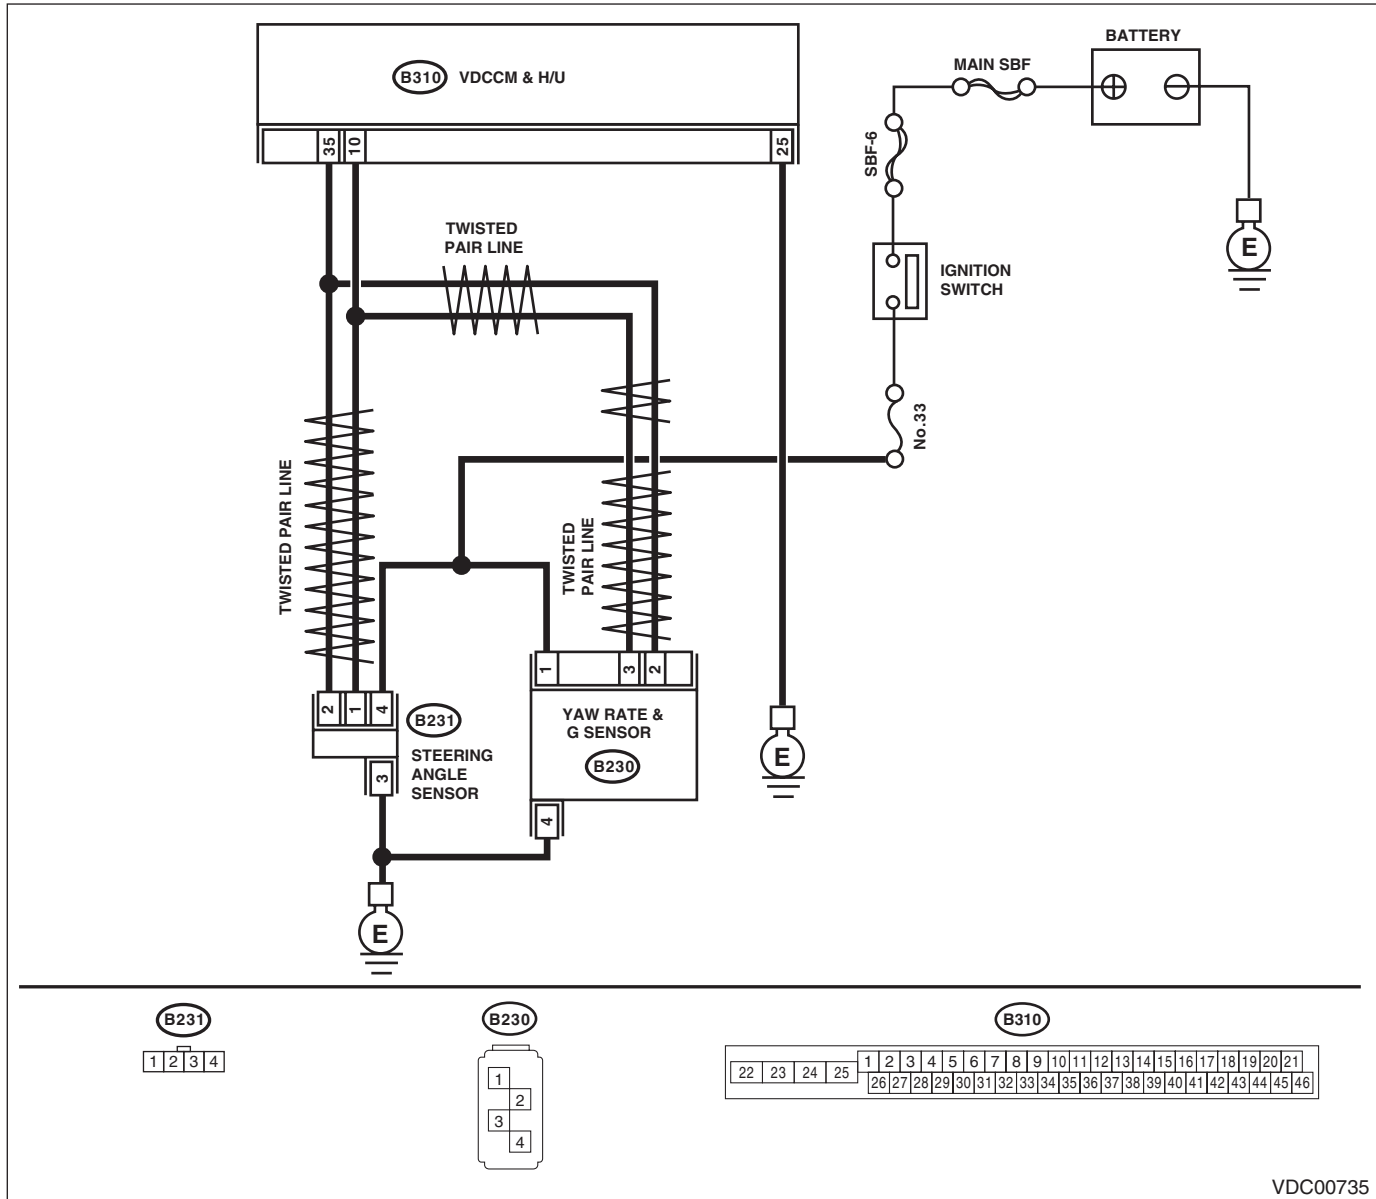 BATTERY
MAIN SBF
B310 VDCCM & H/U
35 10 25
SBF-6
E
TWISTED
PAIR LINE
IGNITION
SWITCH
No.33
TWISTED PAIR LINE
TWISTED
PAIR LINE
1 3 2
2 1 4
B231
STEERING
ANGLE
SENSOR
YAW RATE &
G SENSOR
B230
E
3
4
E
B231
1 2 3 4
B230
1
2
3
4
B310
1 2 3 4 5 6 7 8 9 10 11 12 13 14 15 16 17 18 19 20 21
22 23 24 25
26 27 28 29 30 31 32 33 34 35 36 37 38 39 40 41 42 43 44 45 46
VDC00735